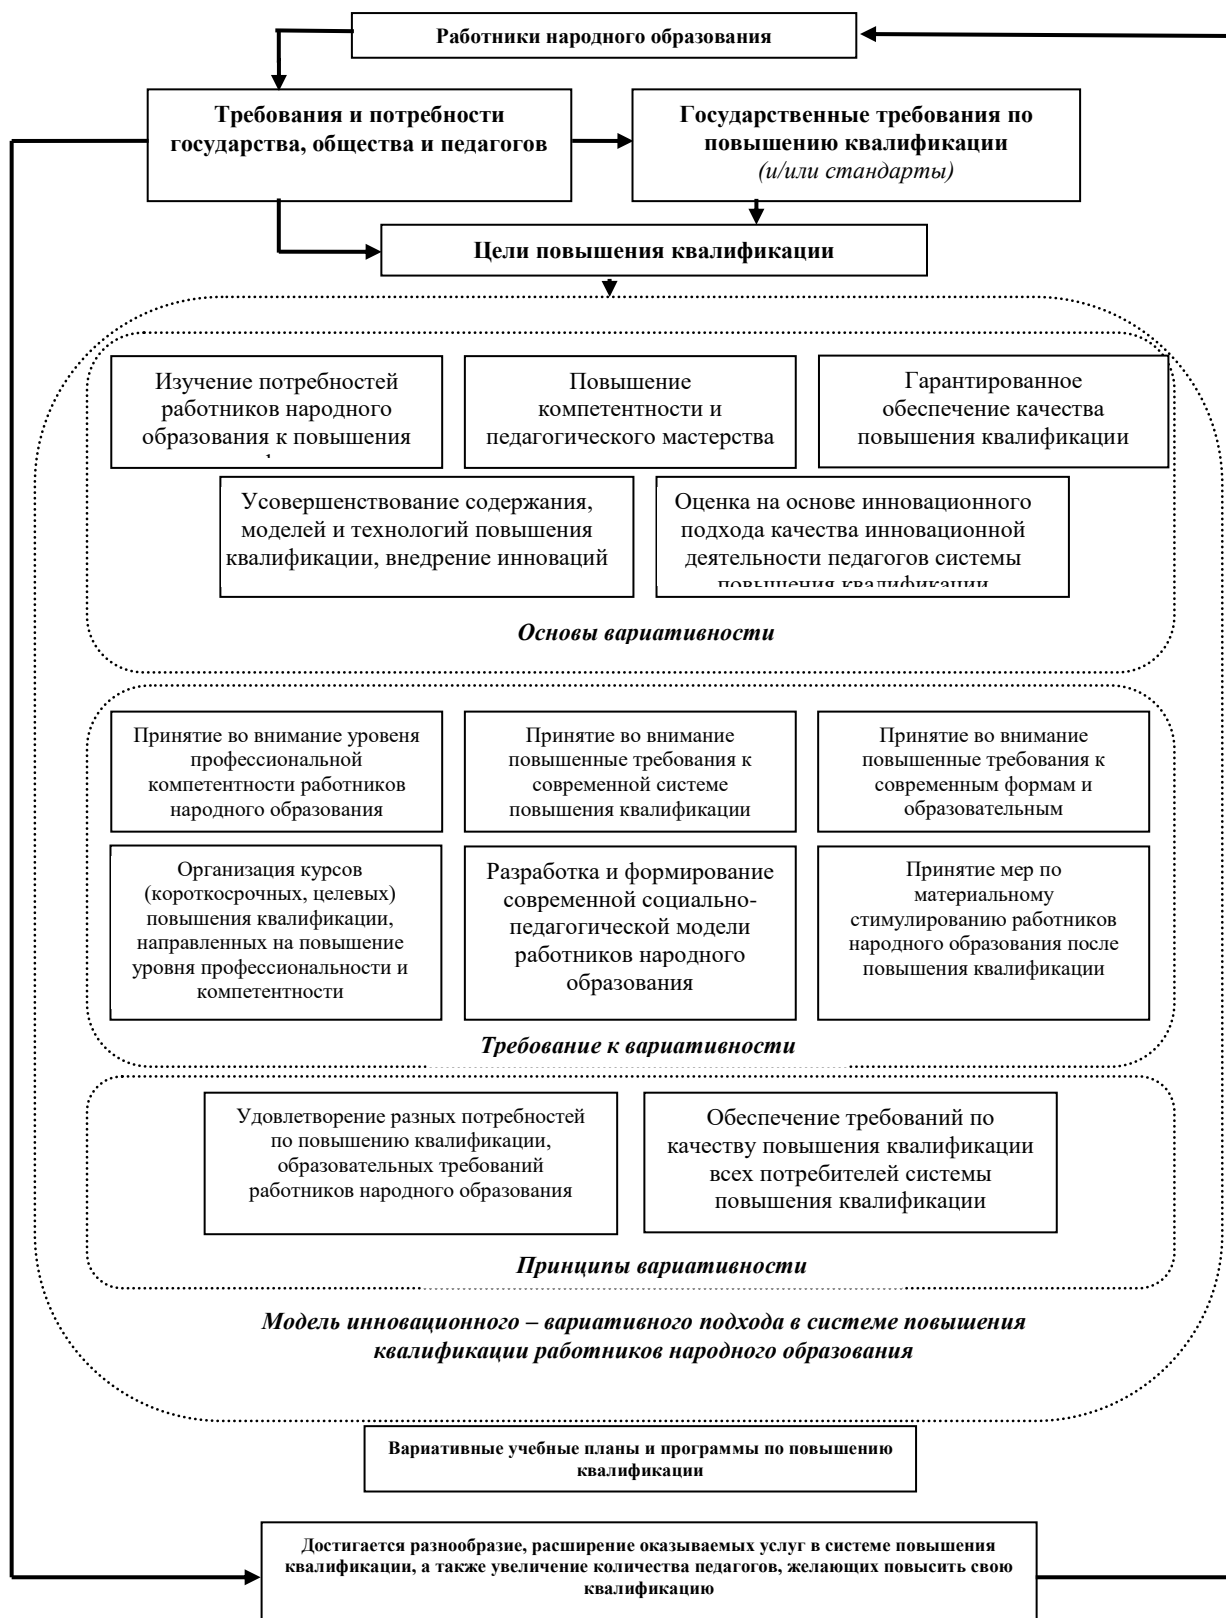 Работники народного образования
Требования и потребности
государства, общества и педагогов
Государственные требования по
повышению квалификации
(и/или стандарты)
Цели повышения квалификации
Изучение потребностей
работников народного
образования к повышения
Повышение
компетентности и
педагогического мастерства
Гарантированное
обеспечение качества
повышения квалификации
Усовершенствование содержания,
моделей и технологий повышения
квалификации, внедрение инноваций
Оценка на основе инновационного
подхода качества инновационной
деятельности педагогов системы
повышения квалификации
Основы вариативности
Принятие во внимание уровеня
профессиональной
компетентности работников
народного образования
Принятие во внимание
повышенные требования к
современной системе
повышения квалификации
Принятие во внимание
повышенные требования к
современным формам и
образовательным
Организация курсов
(короткосрочных, целевых)
повышения квалификации,
направленных на повышение
уровня профессиональности и
компетентности
Разработка и формирование
современной социально-
педагогической модели
работников народного
образования
Принятие мер по
материальному
стимулированию работников
народного образования после
повышения квалификации
Требование к вариативности
Удовлетворение разных потребностей
по повышению квалификации,
образовательных требований
работников народного образования
Обеспечение требований по
качеству повышения квалификации
всех потребителей системы
повышения квалификации
Принципы вариативности
Модель инновационного – вариативного подхода в системе повышения
квалификации работников народного образования
Вариативные учебные планы и программы по повышению
квалификации
Достигается разнообразие, расширение оказываемых услуг в системе повышения
квалификации, а также увеличение количества педагогов, желающих повысить свою
квалификацию